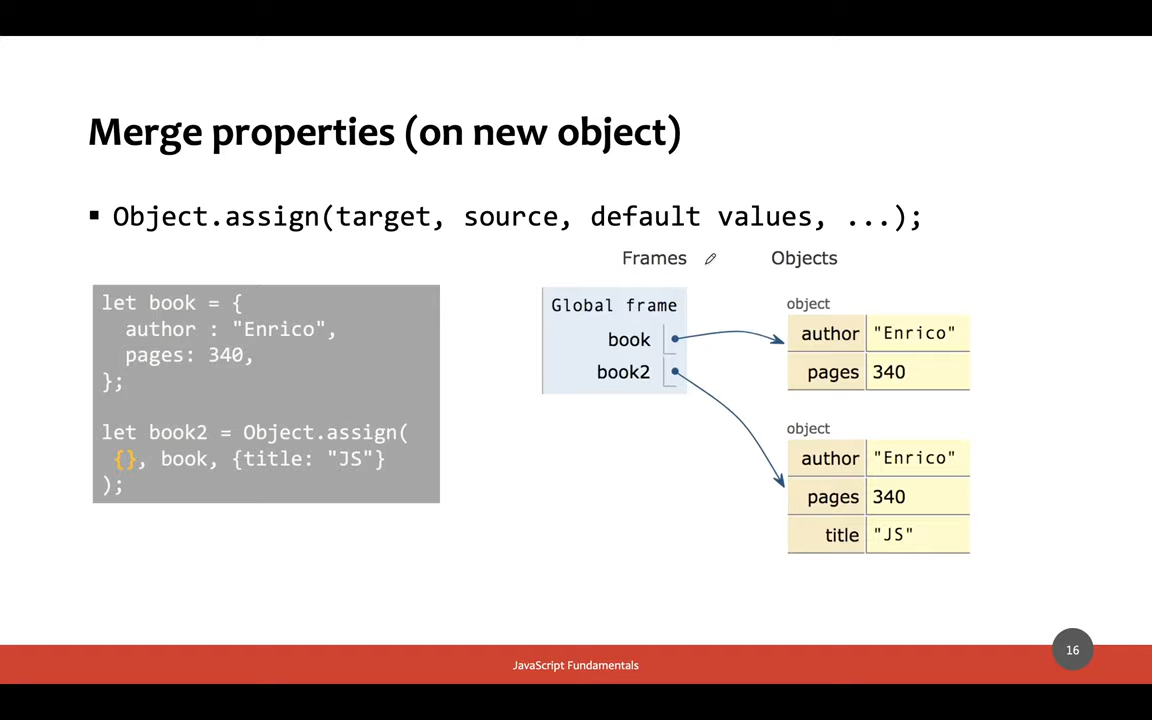 Merge properties (on new object)
▪ Object.assign(target, source, default values, ...);
Frames Objects
let book = {
author : "Enrico",
pages: 340,
};
let book2 = Object.assign(
{}, book, {title: "JS"}
);
Global frame
book
book2
object
author "Enrico"
pages 340
object
author "Enrico"
pages 340
title "JS"
JavaScript Fundamentals
16